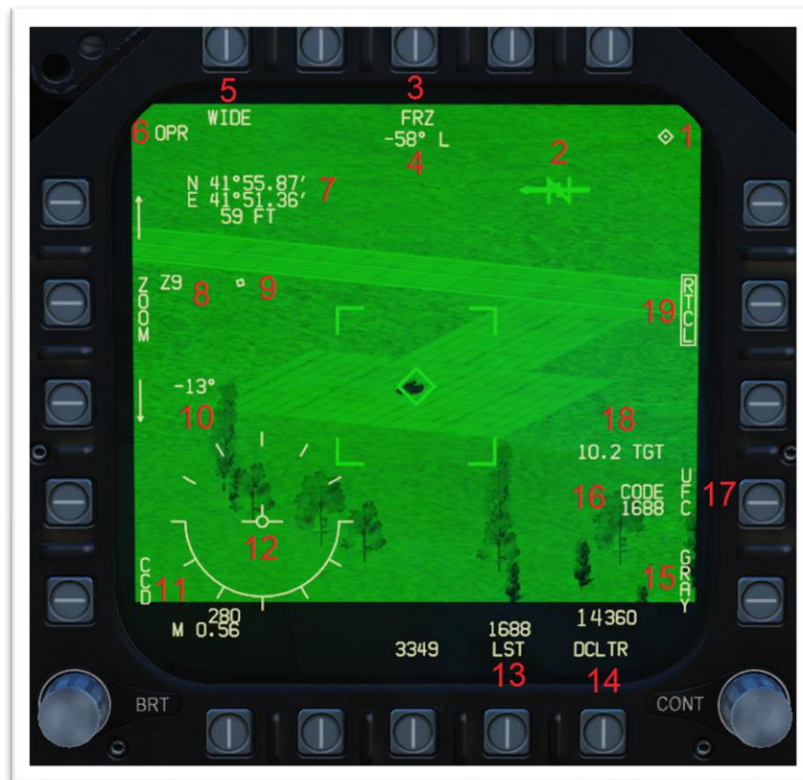 5
3
WIDE
FRZ
6
OPR
-58° L
1
4
2
N 41°55.87'
E 41°51.36'
7
59 FT
ZOOM
Z9
8
9
19
RTCL
-13°
10
18
10.2 TGT
16
CODE
1688
UFC
17
12
CCD
11
15
GRAY
280
M 0.56
14360
3349
1688
LST
DCLTR
13
14
BRT
CONT